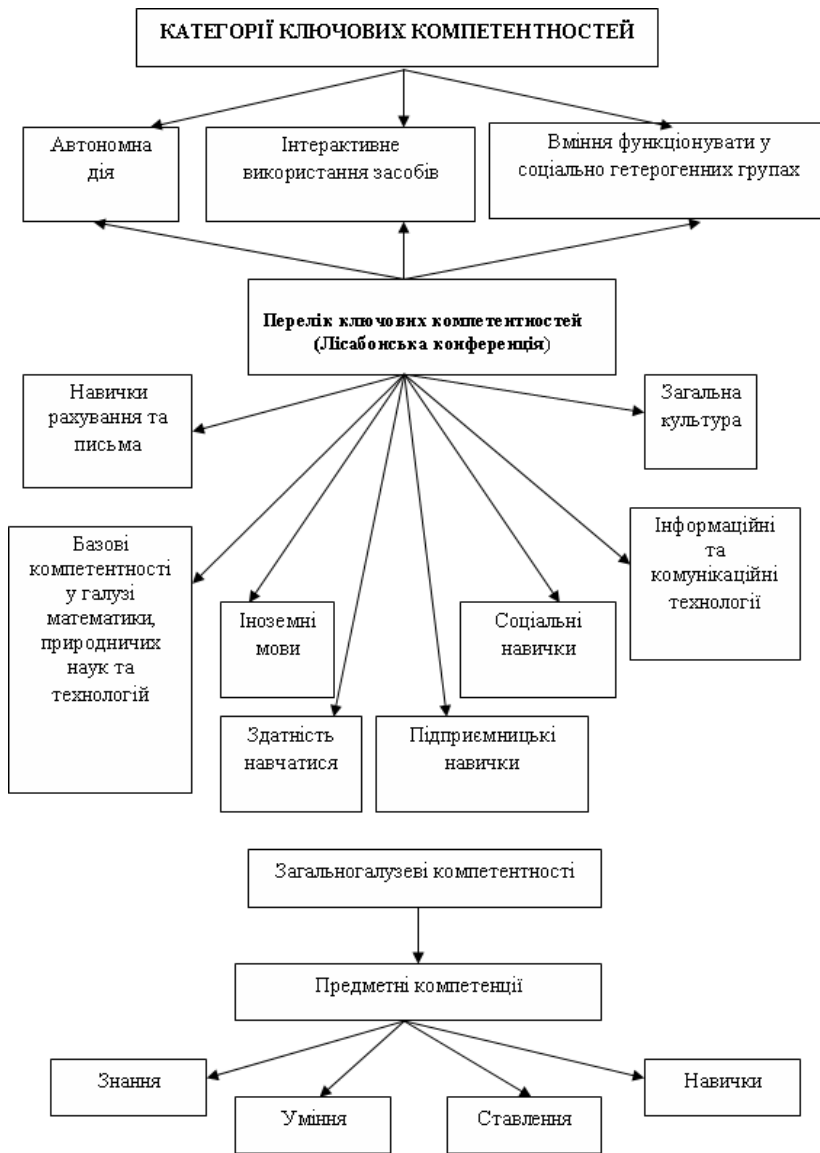 КАТЕГОРІЇ КЛЮЧОВИХ КОМПЕТЕНТНОСТЕЙ
Автономна
дія
Інтерактивне
використання засобів
Вміння функціонувати у
соціально гетерогенних групах
Перелік ключових компетентностей
(Лісабонська конференція)
Навички
рахування та
письма
Загальна
культура
Базові
компетентності
у галузі
математики,
природничих
наук та
технологій
Іноземні
мови
Соціальні
навички
Інформаційні
та
комунікаційні
технології
Здатність
навчатися
Підприємницькі
навички
Загальногалузеві компетентності
Предметні компетенції
Знання
Уміння
Ставлення
Навички